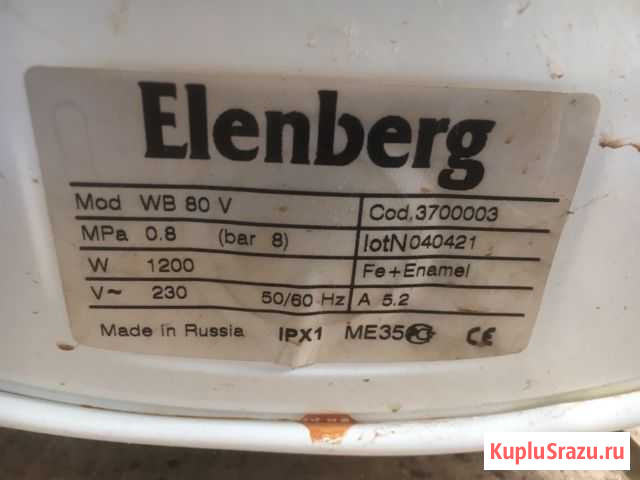 Elenberg
Mod WB 80 V Cod.3700003
MPa 0.8 (bar 8) lotN040421
W 1200 Fe+Enamel
V~ 230 50/60 Hz A 5.2
Made in Russia IPX1 ME35 CE
KupluSrazu.ru